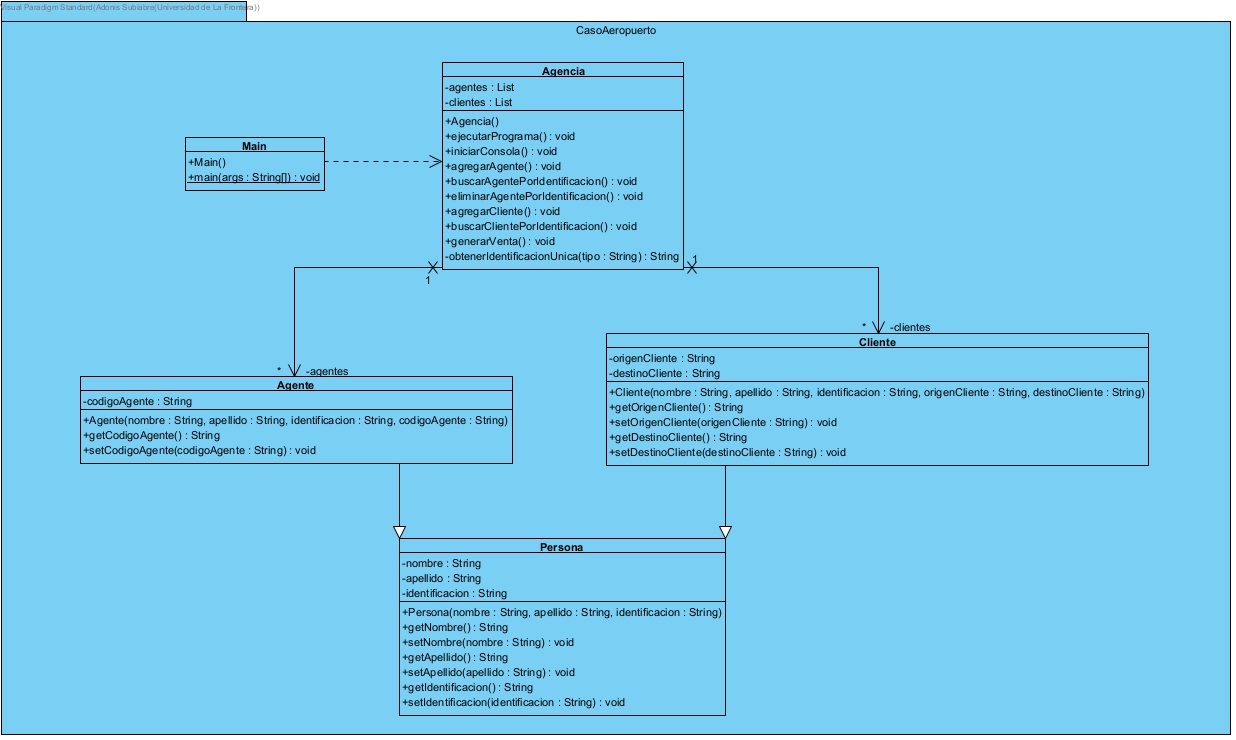 Visual Paradigm Standard(Adonis Subiabre(Universidad de La Frontera))
CasoAeropuerto
Agencia
-agentes : List
-clientes : List
+Agencia()
+ejecutarPrograma() : void
+iniciarConsola() : void
+agregarAgente() : void
+buscarAgentePorIdentificacion() : void
+eliminarAgentePorIdentificacion() : void
+agregarCliente() : void
+buscarClientePorIdentificacion() : void
+generarVenta() : void
-obtenerIdentificacionUnica(tipo : String) : String
Main
+Main()
+main(args : String[]) : void
1
1
* -agentes
* -clientes
Agente
-codigoAgente : String
+Agente(nombre : String, apellido : String, identificacion : String, codigoAgente : String)
+getCodigoAgente() : String
+setCodigoAgente(codigoAgente : String) : void
Cliente
-origenCliente : String
-destinoCliente : String
+Cliente(nombre : String, apellido : String, identificacion : String, origenCliente : String, destinoCliente : String)
+getOrigenCliente() : String
+setOrigenCliente(origenCliente : String) : void
+getDestinoCliente() : String
+setDestinoCliente(destinoCliente : String) : void
Persona
-nombre : String
-apellido : String
-identificacion : String
+Persona(nombre : String, apellido : String, identificacion : String)
+getNombre() : String
+setNombre(nombre : String) : void
+getApellido() : String
+setApellido(apellido : String) : void
+getIdentificacion() : String
+setIdentificacion(identificacion : String) : void